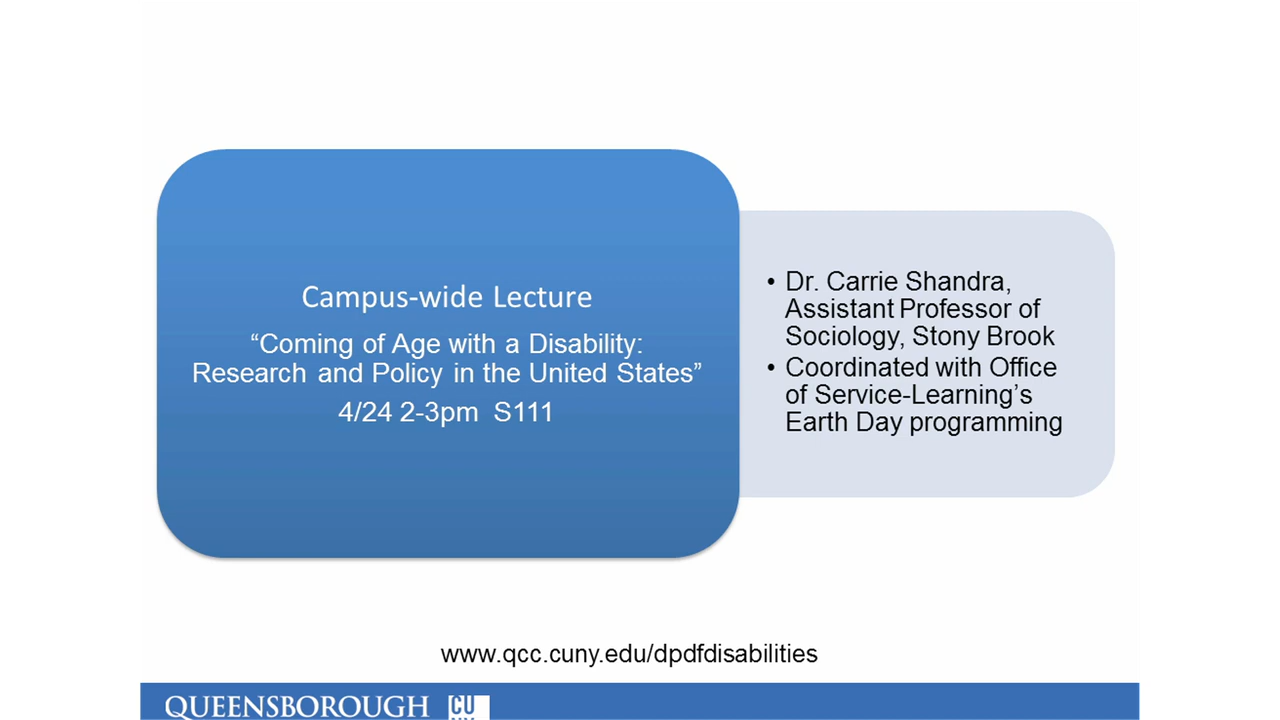 Campus-wide Lecture
“Coming of Age with a Disability:
Research and Policy in the United States”
4/24 2-3pm  S111
• Dr. Carrie Shandra,
Assistant Professor of
Sociology, Stony Brook
• Coordinated with Office
of Service-Learning’s
Earth Day programming
www.qcc.cuny.edu/dpdfdisabilities
QUEENSBOROUGH CU
NY